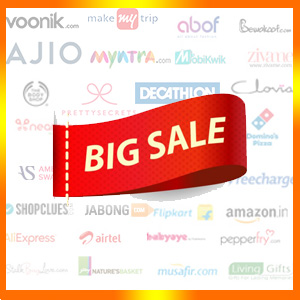 voonik.com make my trip abof Bewakoof.com
AJIO Myntra.com MobiKwik zivame
THE BODY SHOP PRETTYSECRETS DECATHLON Clovia
BIG SALE
Domino's Pizza
freecharge
SHOPCLUES JABONG Flipkart amazon.in
AliExpress airtel babyoye pepperfry.com
NATURE'S BASKET musafir.com Living Gifts